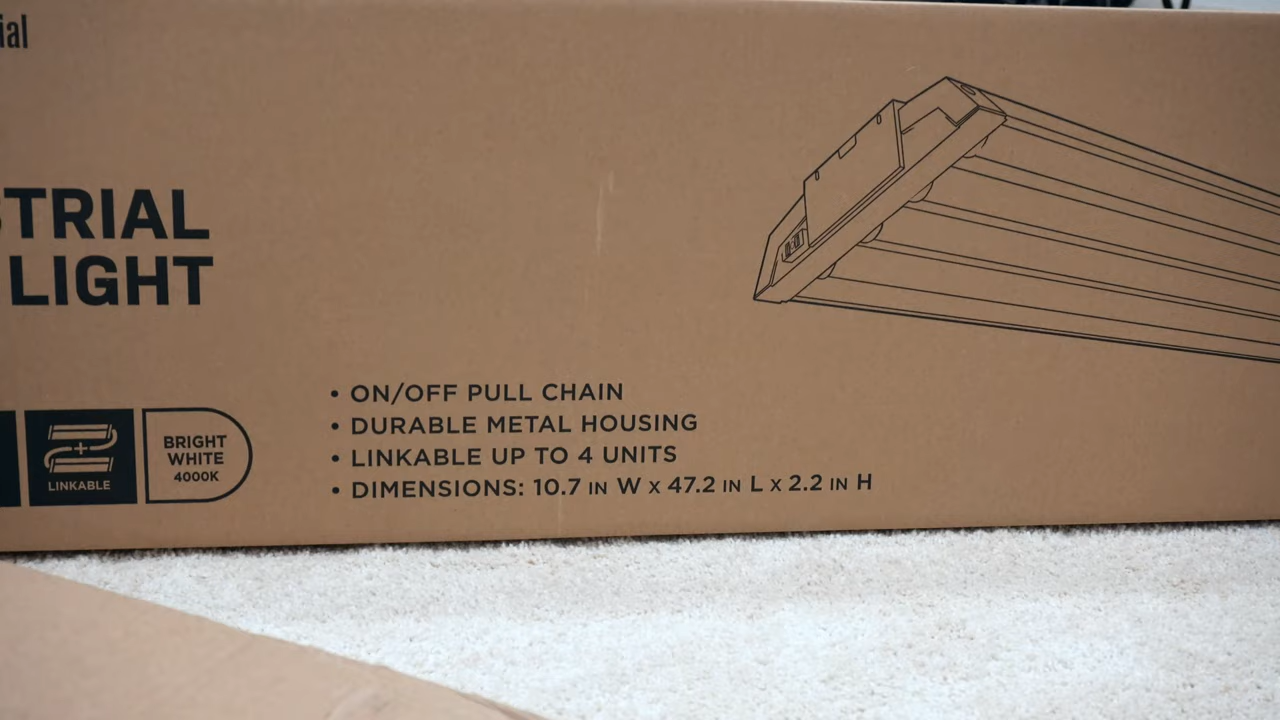 ial
STRIAL
LIGHT
• ON/OFF PULL CHAIN
• DURABLE METAL HOUSING
• LINKABLE UP TO 4 UNITS
• DIMENSIONS: 10.7 IN W X 47.2 IN L X 2.2 IN H
LINKABLE
BRIGHT
WHITE
4000K